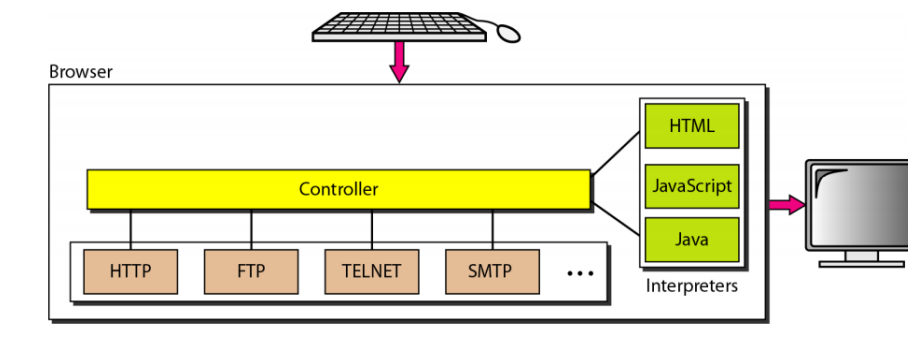 Browser
HTML
Controller
JavaScript
Java
HTTP
FTP
TELNET
SMTP
...
Interpreters